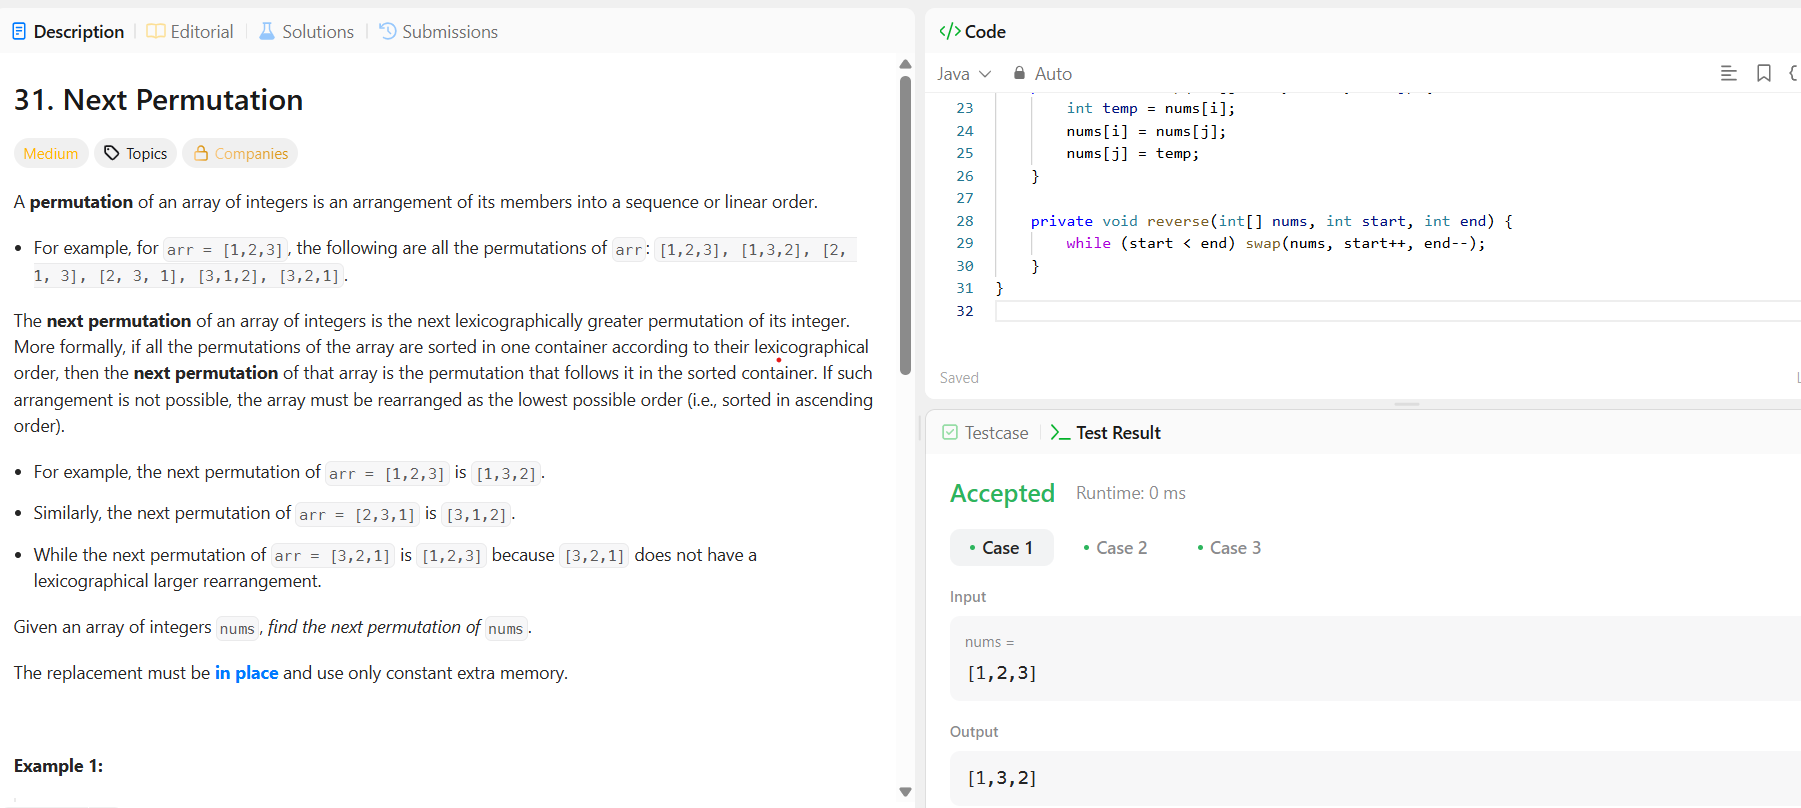 Description
Editorial
Solutions
Submissions
31. Next Permutation
Medium
Topics
Companies
A permutation of an array of integers is an arrangement of its members into a sequence or linear order.
• For example, for arr = [1,2,3], the following are all the permutations of arr: [1,2,3], [1,3,2], [2,
1, 3], [2, 3, 1], [3,1,2], [3,2,1].
The next permutation of an array of integers is the next lexicographically greater permutation of its integer.
More formally, if all the permutations of the array are sorted in one container according to their lexicographical
order, then the next permutation of that array is the permutation that follows it in the sorted container. If such
arrangement is not possible, the array must be rearranged as the lowest possible order (i.e., sorted in ascending
order).
• For example, the next permutation of arr = [1,2,3] is [1,3,2].
• Similarly, the next permutation of arr = [2,3,1] is [3,1,2].
• While the next permutation of arr = [3,2,1] is [1,2,3] because [3,2,1] does not have a
lexicographical larger rearrangement.
Given an array of integers nums, find the next permutation of nums.
The replacement must be in place and use only constant extra memory.
Example 1:
</> Code
Java
Auto
23 int temp = nums[i];
24 nums[i] = nums[j];
25 nums[j] = temp;
26 }
27
28 private void reverse(int[] nums, int start, int end) {
29 while (start < end) swap(nums, start++, end--);
30 }
31 }
32
Saved
Testcase
>_ Test Result
Accepted
Runtime: 0 ms
• Case 1
• Case 2
• Case 3
Input
nums =
[1,2,3]
Output
[1,3,2]